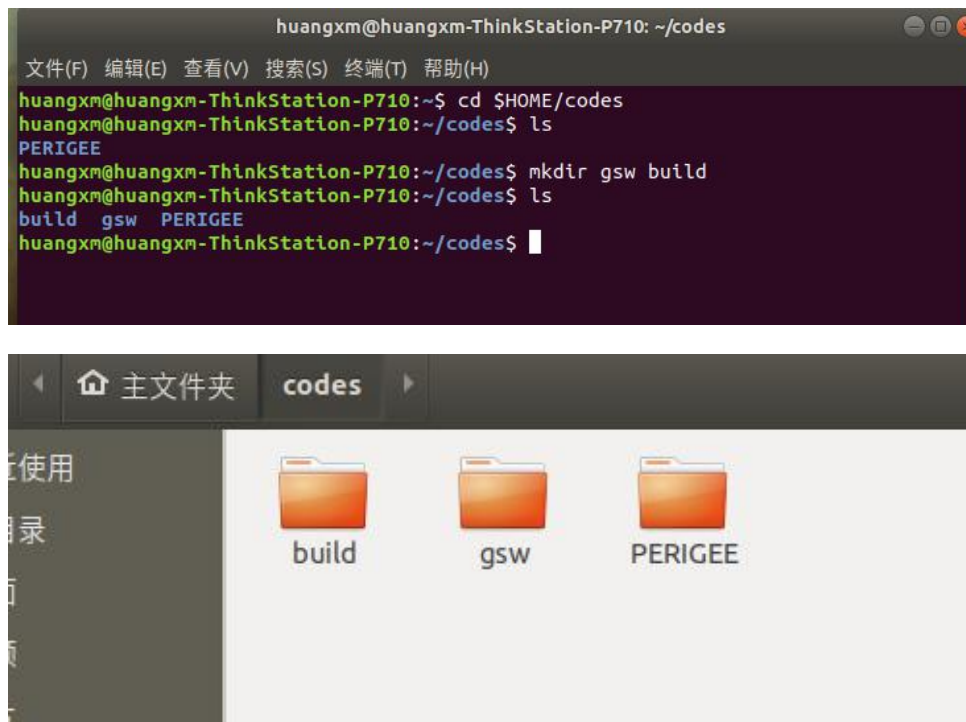 huangxm@huangxm-ThinkStation-P710: ~/codes
文件(F) 编辑(E) 查看(V) 搜索(S) 终端(T) 帮助(H)
huangxm@huangxm-ThinkStation-P710:~$ cd $HOME/codes
huangxm@huangxm-ThinkStation-P710:~/codes$ ls
PERIGEE
huangxm@huangxm-ThinkStation-P710:~/codes$ mkdir gsw build
huangxm@huangxm-ThinkStation-P710:~/codes$ ls
build gsw PERIGEE
huangxm@huangxm-ThinkStation-P710:~/codes$
主文件夹 codes
使用
录
build gsw PERIGEE